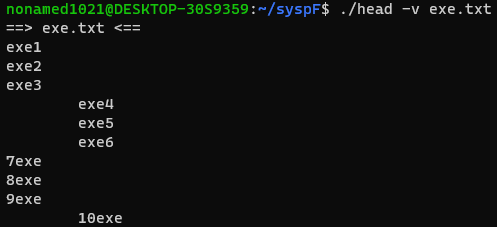 nonamed1021@DESKTOP-30S9359:~/syspF$ ./head -v exe.txt
==> exe.txt <==
exe1
exe2
exe3
        exe4
        exe5
        exe6
7exe
8exe
9exe
        10exe